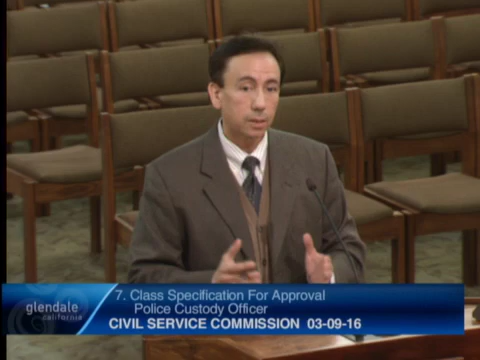 glendale
california
7. Class Specification For Approval
Police Custody Officer
CIVIL SERVICE COMMISSION 03-09-16